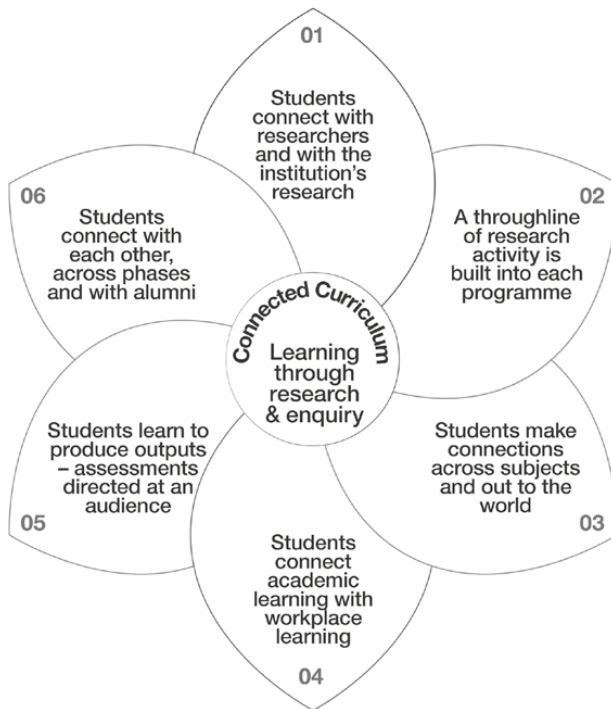 01
Students
connect with
researchers
and with the
institution's
research
02
A throughline
of research
activity is
built into each
programme
Students make
connections
across subjects
and out to the
world
03
Students
connect
academic
learning with
workplace
learning
04
Students learn to
produce outputs
– assessments
directed at an
audience
05
06
Students
connect with
each other,
across phases
and with alumni
Connected Curriculum
Learning
through
research
& enquiry